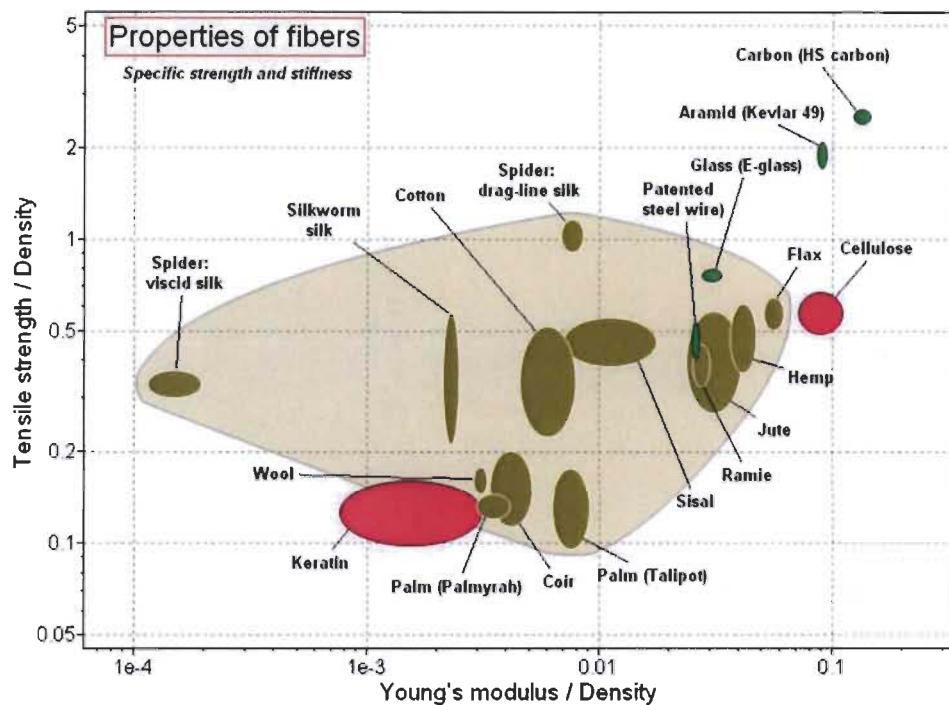 Properties of fibers
Specific strength and stiffness
Carbon (HS carbon)
Aramid (Kevlar 49)
Glass (E-glass)
Spider:
drag-line silk
Patented
steel wire)
Cotton
Silkworm
silk
Flax
Cellulose
Spider:
viscid silk
Hemp
Jute
Ramie
Sisal
Wool
Keratin
Palm (Palmyrah)
Coir
Palm (Talipot)
Tensile strength / Density
5
2
1
0.5
0.2
0.1
0.05
1e-4
1e-3
0.01
0.1
Young's modulus / Density